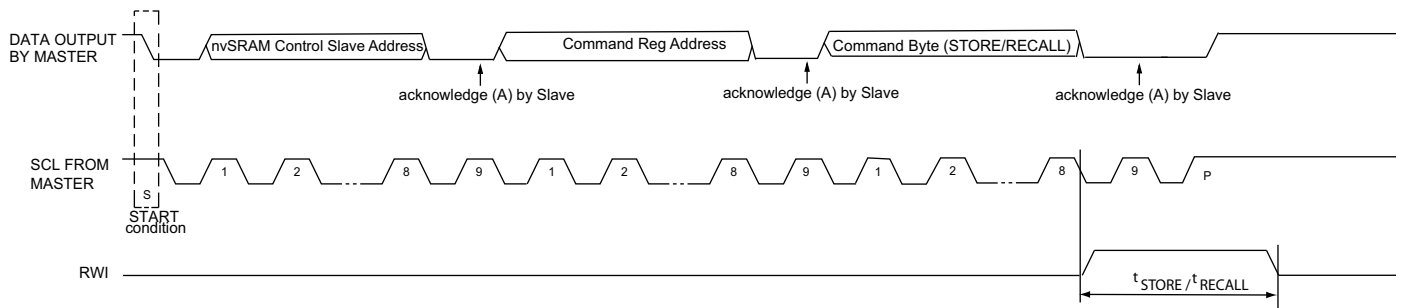 DATA OUTPUT
BY MASTER
nvSRAM Control Slave Address
Command Reg Address
Command Byte (STORE/RECALL)
acknowledge (A) by Slave
acknowledge (A) by Slave
acknowledge (A) by Slave
SCL FROM
MASTER
1 2 8 9 1 2 8 9 1 2 8 9 P
S
START
condition
RWI
t STORE / t RECALL